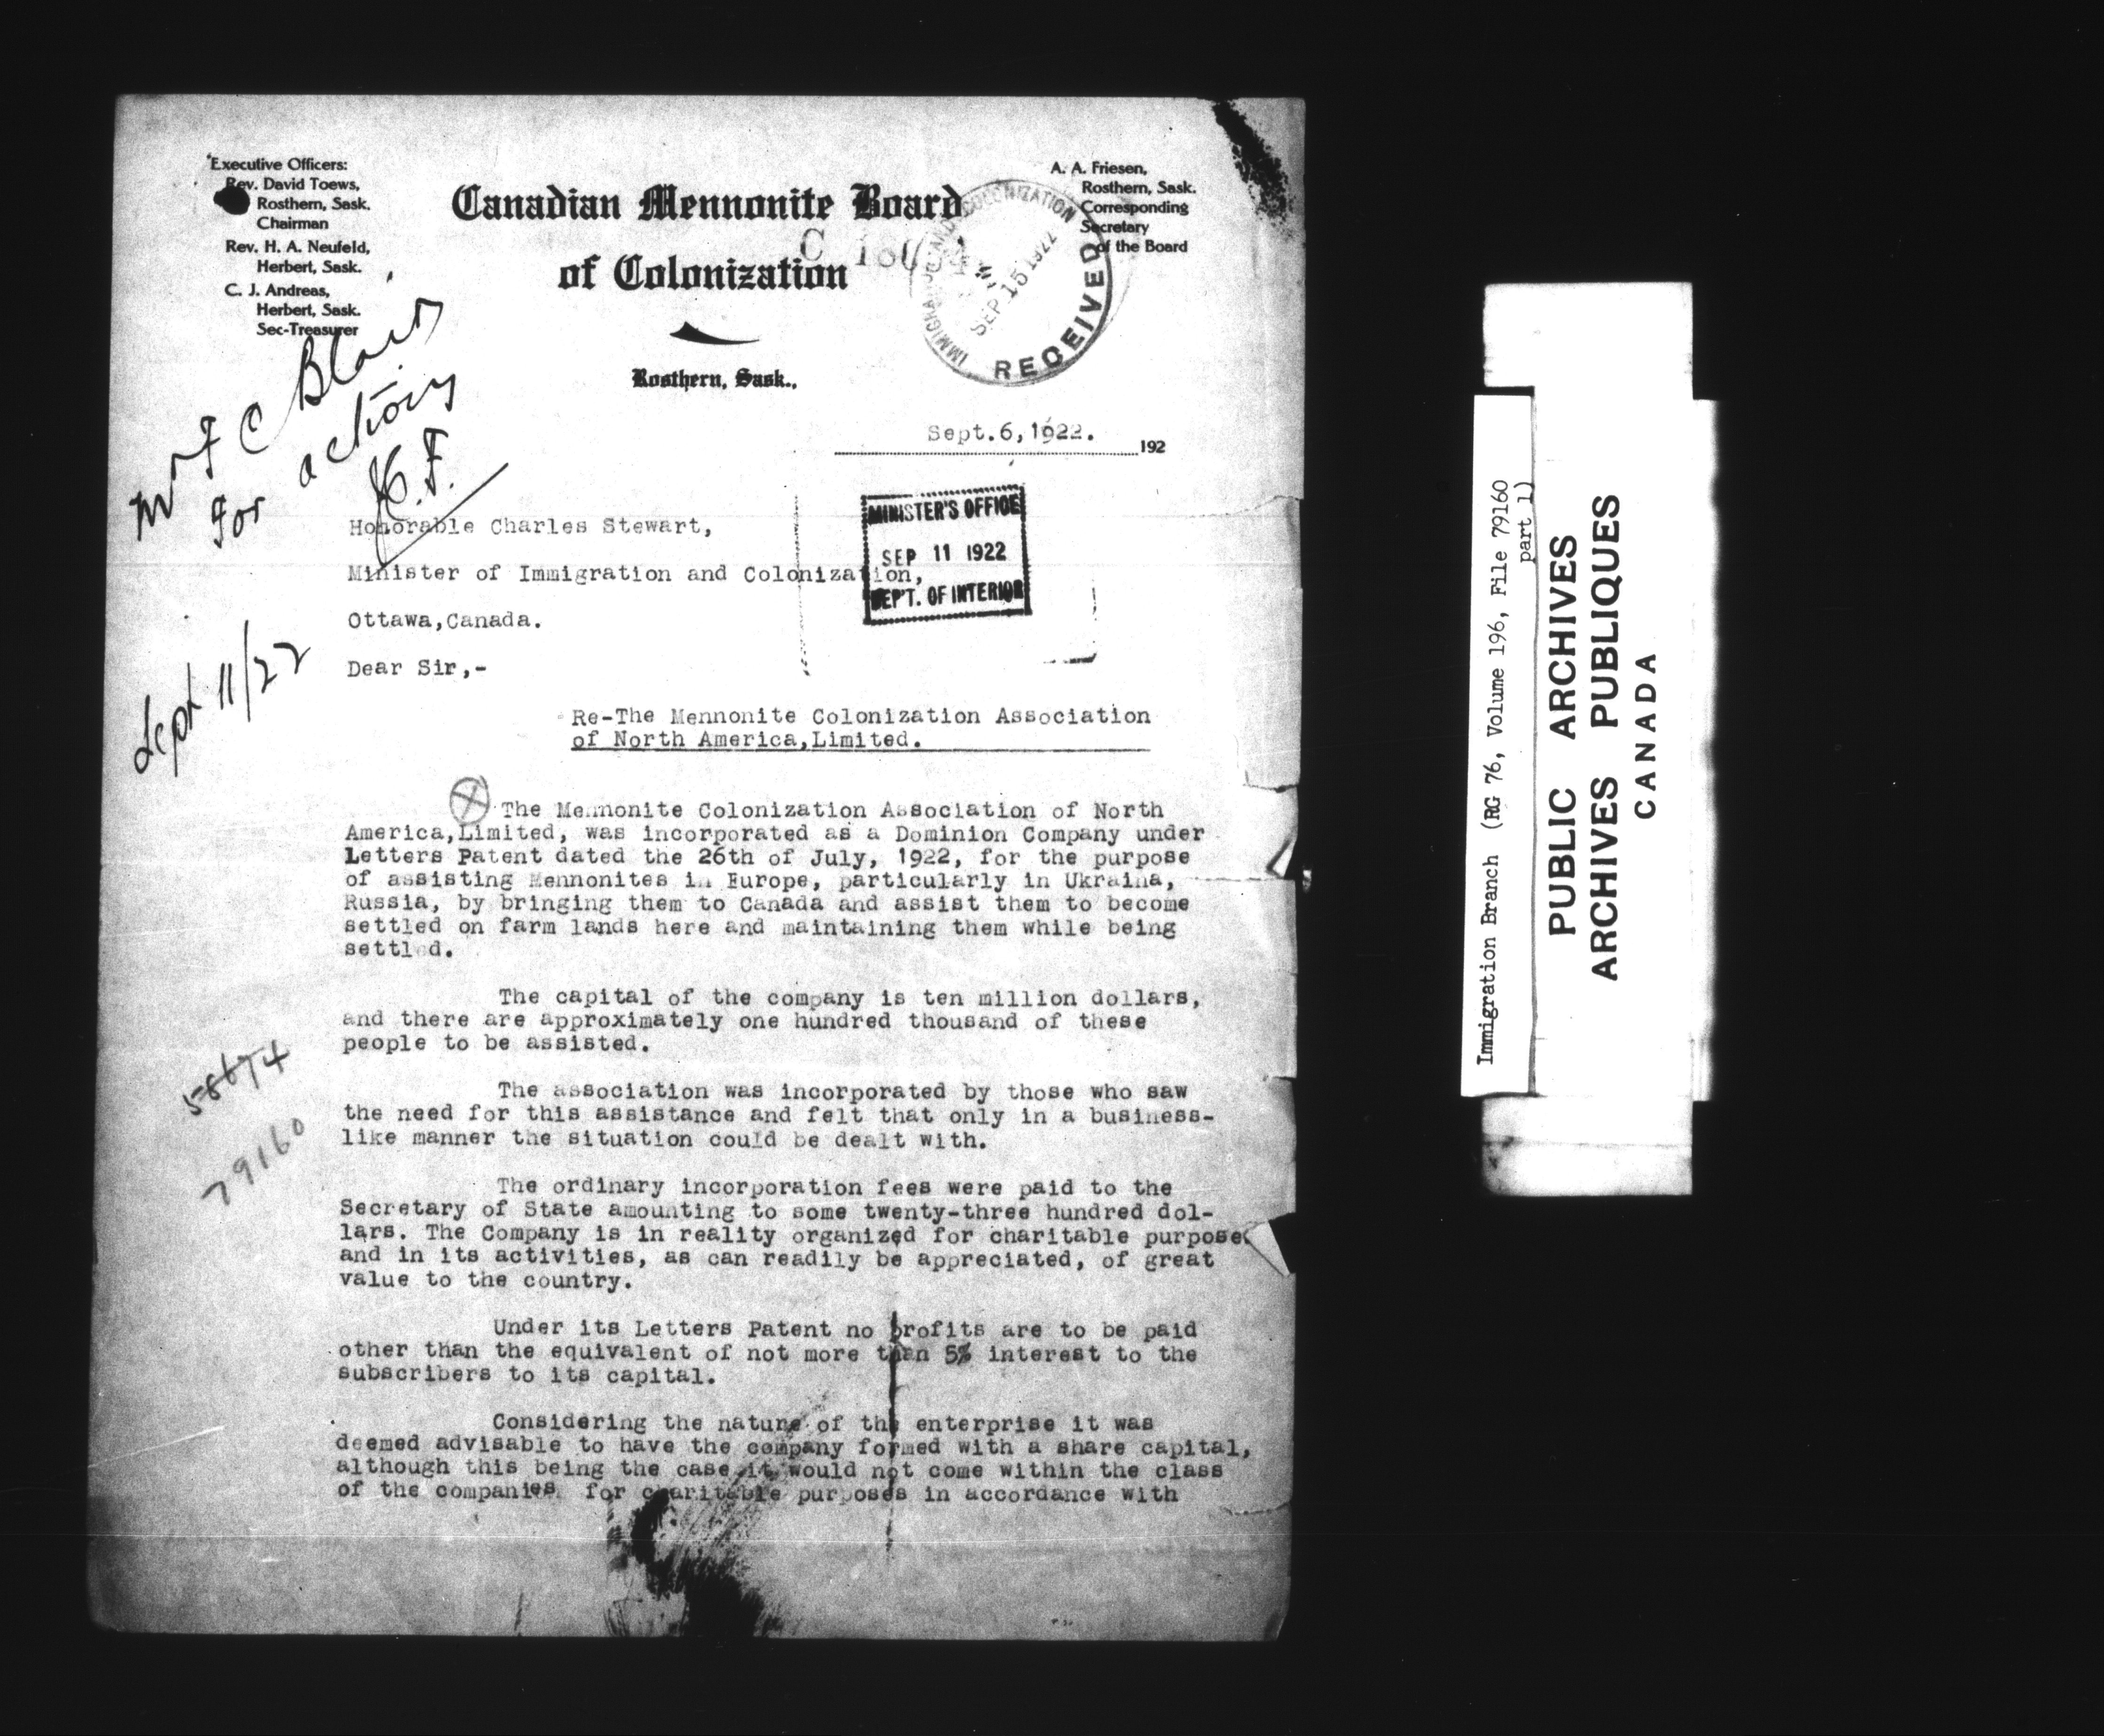 Executive Officers:
Rev. David Toews,
Rosthern, Sask.
Chairman
Rev. H. A. Neufeld,
Herbert, Sask.
C. J. Andreas,
Herbert, Sask.
Sec-Treasurer
Canadian Mennonite Board
of Colonization
Rosthern, Sask.,
A. A. Friesen,
Rosthern, Sask.
Corresponding
Secretary
of the Board
IMMIGRATION AND COLONIZATION
SEP 15 1922
RECEIVED
Mr F C Blair
for action
Sept 11/22
Sept.6,1922. 192
MINISTER'S OFFICE
SEP 11 1922
DEP'T. OF INTERIOR
Honorable Charles Stewart,
Minister of Immigration and Colonization,
Ottawa,Canada.
Dear Sir,-
Re-The Mennonite Colonization Association
of North America,Limited.
The Mennonite Colonization Association of North
America,Limited, was incorporated as a Dominion Company under
Letters Patent dated the 26th of July, 1922, for the purpose
of assisting Mennonites in Europe, particularly in Ukraina,
Russia, by bringing them to Canada and assist them to become
settled on farm lands here and maintaining them while being
settled.
The capital of the company is ten million dollars,
and there are approximately one hundred thousand of these
people to be assisted.
The association was incorporated by those who saw
the need for this assistance and felt that only in a business-
like manner the situation could be dealt with.
58674
79160
The ordinary incorporation fees were paid to the
Secretary of State amounting to some twenty-three hundred dol-
lars. The Company is in reality organized for charitable purpose
and in its activities, as can readily be appreciated, of great
value to the country.
Under its Letters Patent no profits are to be paid
other than the equivalent of not more than 5% interest to the
subscribers to its capital.
Considering the nature of the enterprise it was
deemed advisable to have the company formed with a share capital,
although this being the case it would not come within the class
of the companies for charitable purposes in accordance with
Immigration Branch (RG 76, Volume 196, File 79160
part 1)
PUBLIC ARCHIVES
ARCHIVES PUBLIQUES
CANADA